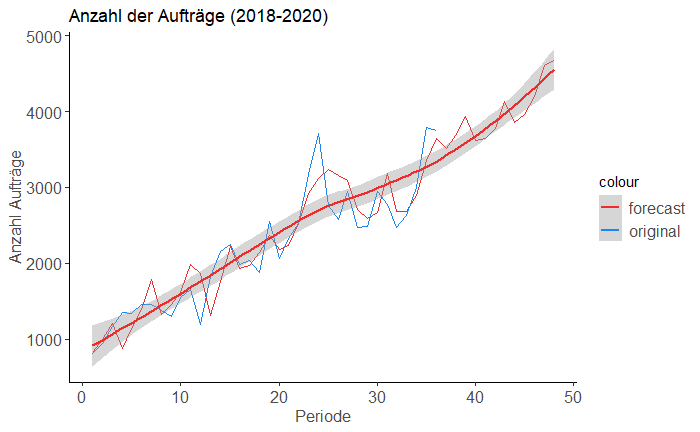 Anzahl der Aufträge (2018-2020)
5000
4000
3000
2000
1000
Anzahl Aufträge
0 10 20 30 40 50
Periode
colour
forecast
original